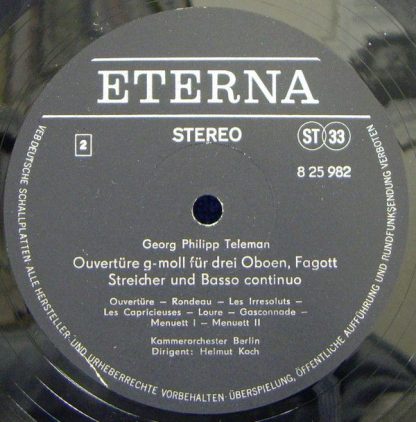 ETERNA
2
STEREO
ST 33
8 25 982
Georg Philipp Teleman
Ouvertüre g-moll für drei Oboen, Fagott
Streicher und Basso continuo
Ouvertüre – Rondeau – Les Irresoluts –
Les Capricieuses – Loure – Gasconnade –
Menuett I – Menuett II
Kammerorchester Berlin
Dirigent: Helmut Koch
VEB DEUTSCHE SCHALLPLATTEN · ALLE HERSTELLER- UND URHEBERRECHTE VORBEHALTEN · ÜBERSPIELUNG, ÖFFENTLICHE AUFFÜHRUNG UND RUNDFUNKSENDUNG VERBOTEN